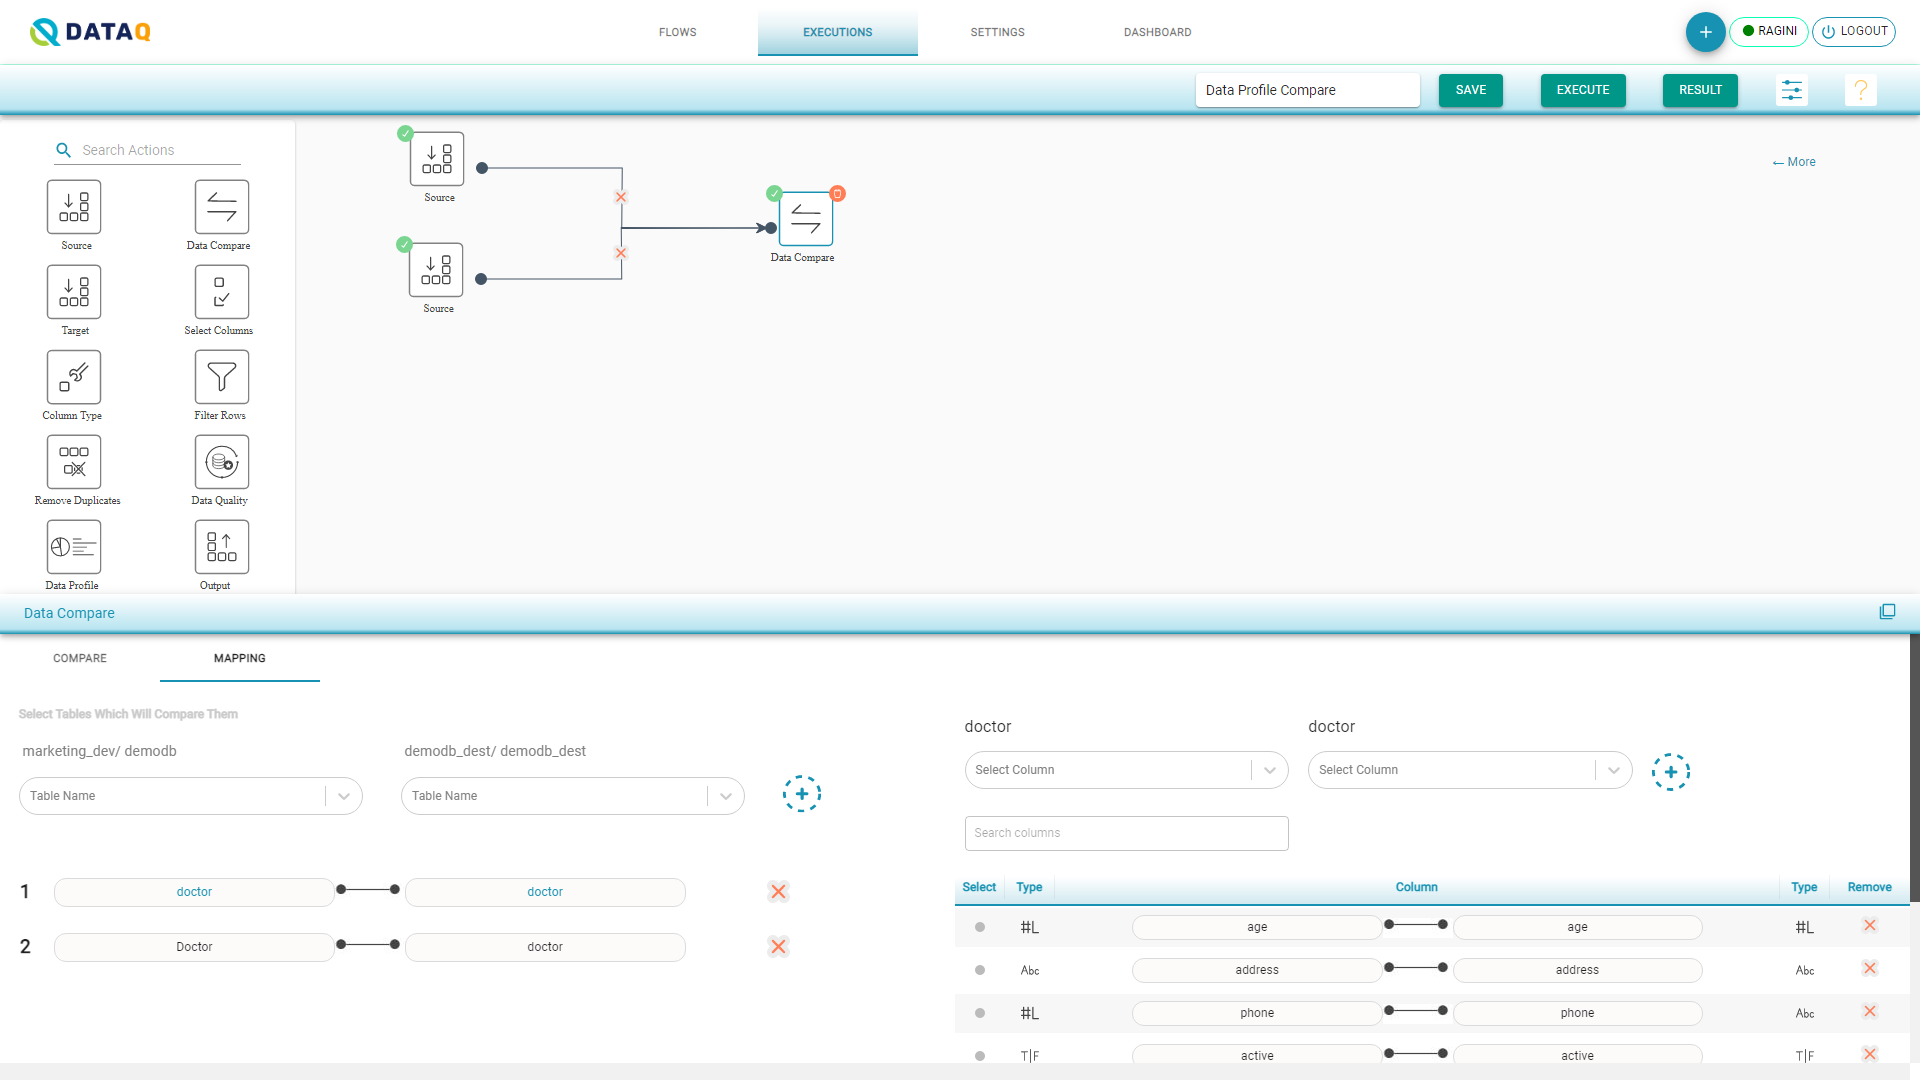 DATAQ
FLOWS
EXECUTIONS
SETTINGS
DASHBOARD
RAGINI
LOGOUT
Data Profile Compare
SAVE
EXECUTE
RESULT
?
Search Actions
Source
Data Compare
Target
Select Columns
Column Type
Filter Rows
Remove Duplicates
Data Quality
Data Profile
Output
Source
Source
Data Compare
← More
Data Compare
COMPARE
MAPPING
Select Tables Which Will Compare Them
marketing_dev/ demodb
demodb_dest/ demodb_dest
Table Name
Table Name
1
doctor
doctor
2
Doctor
doctor
doctor
doctor
Select Column
Select Column
Search columns
Select Type Column Type Remove
#L age age #L
Abc address address Abc
#L phone phone Abc
T|F active active T|F